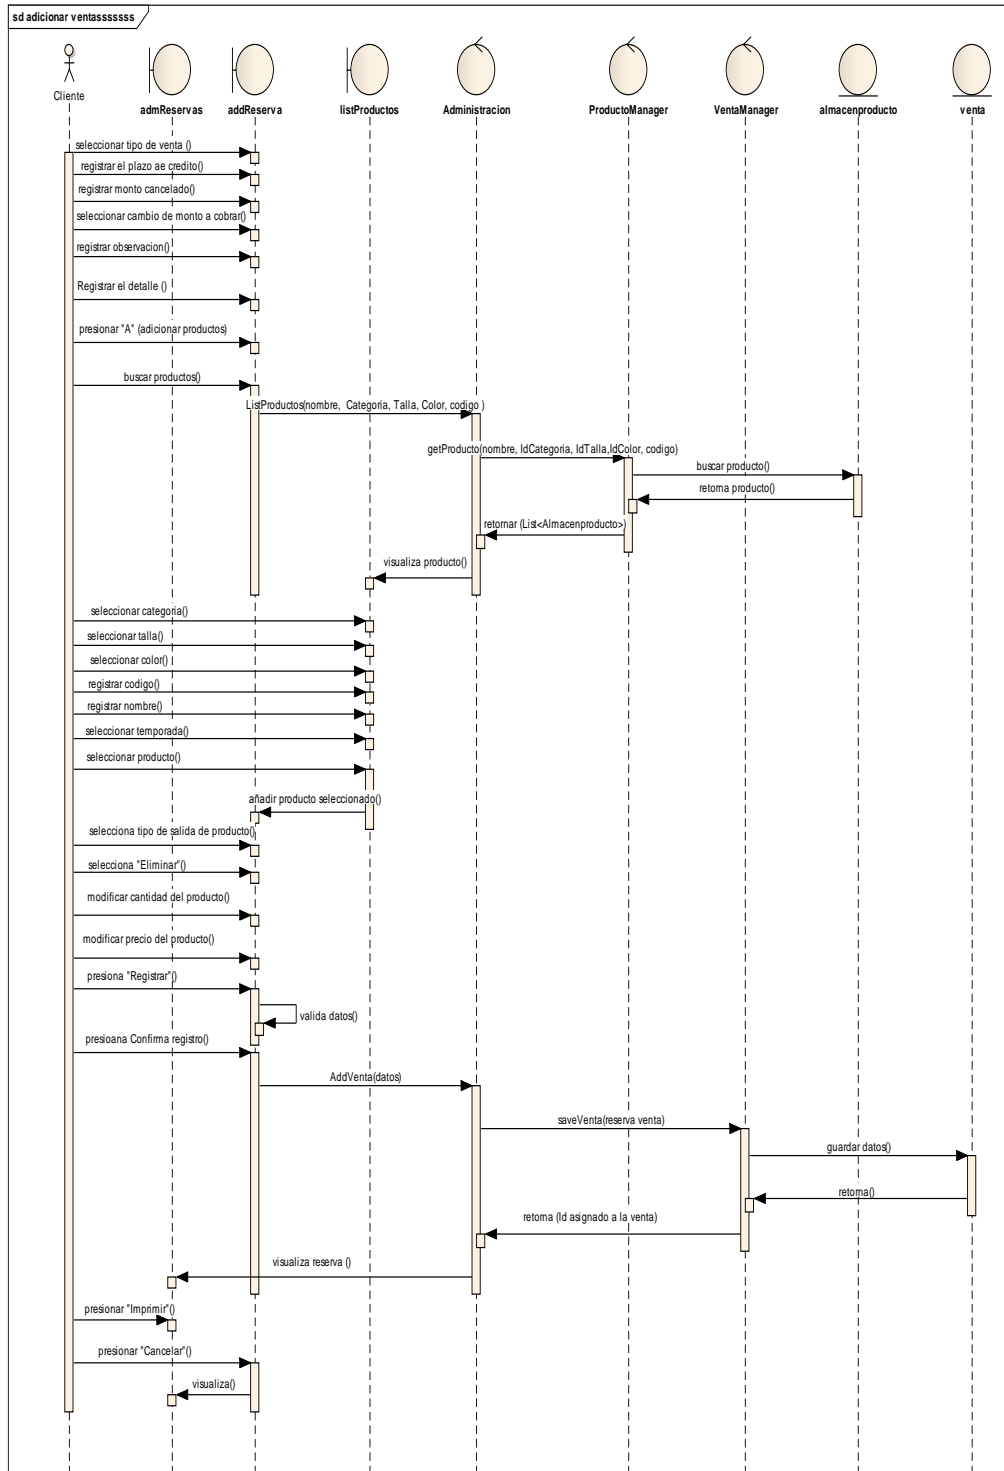 sd adicionar ventasssssss
Cliente
admReservas
addReserva
listProductos
Administracion
ProductoManager
VentaManager
almacenproducto
venta
seleccionar tipo de venta ()
registrar el plazo ae credito()
registrar monto cancelado()
seleccionar cambio de monto a cobrar()
registrar observacion()
Registrar el detalle ()
presionar "A" (adicionar productos)
buscar productos()
ListProductos(nombre, Categoria, Talla, Color, codigo )
getProducto(nombre, IdCategoria, IdTalla,IdColor, codigo)
buscar producto()
retorna producto()
retornar (List<Almacenproducto>)
visualiza producto()
seleccionar categoria()
seleccionar talla()
seleccionar color()
registrar codigo()
registrar nombre()
seleccionar temporada()
seleccionar producto()
añadir producto seleccionado()
selecciona tipo de salida de producto()
selecciona "Eliminar"()
modificar cantidad del producto()
modificar precio del producto()
presiona "Registrar"()
valida datos()
presioana Confirma registro()
AddVenta(datos)
saveVenta(reserva venta)
guardar datos()
retorna()
retorna (Id asignado a la venta)
visualiza reserva ()
presionar "Imprimir"()
presionar "Cancelar"()
visualiza()